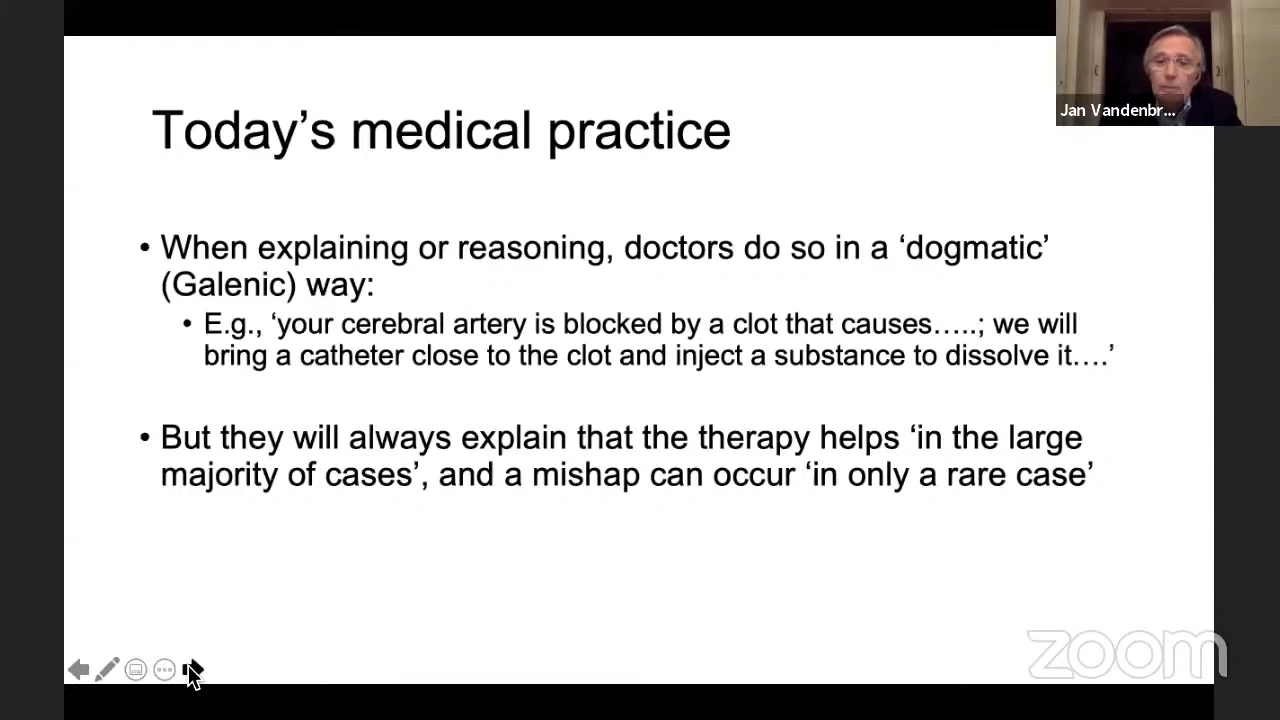 Jan Vandenbr...
Today’s medical practice
• When explaining or reasoning, doctors do so in a ‘dogmatic’
(Galenic) way:
• E.g., ‘your cerebral artery is blocked by a clot that causes…..; we will
bring a catheter close to the clot and inject a substance to dissolve it….’
• But they will always explain that the therapy helps ‘in the large
majority of cases’, and a mishap can occur ‘in only a rare case’
zoom